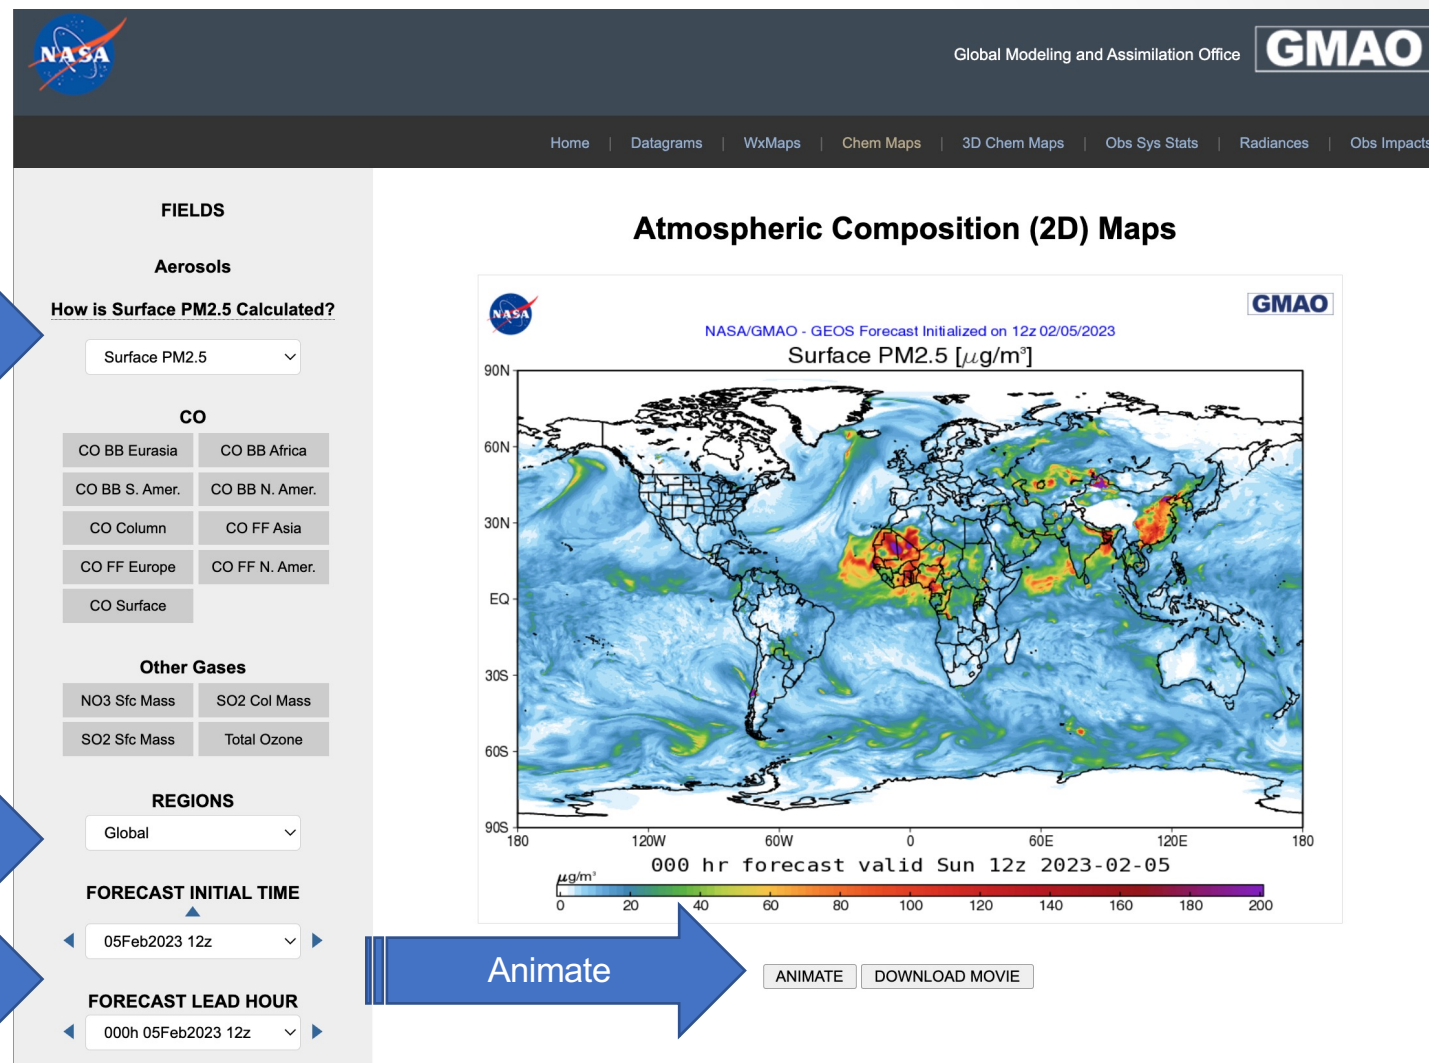 NASA
Global Modeling and Assimilation Office GMAO
Home | Datagrams | WxMaps | Chem Maps | 3D Chem Maps | Obs Sys Stats | Radiances | Obs Impacts
FIELDS
Aerosols
How is Surface PM2.5 Calculated?
Surface PM2.5
CO
CO BB Eurasia CO BB Africa
CO BB S. Amer. CO BB N. Amer.
CO Column CO FF Asia
CO FF Europe CO FF N. Amer.
CO Surface
Other Gases
NO3 Sfc Mass SO2 Col Mass
SO2 Sfc Mass Total Ozone
REGIONS
Global
FORECAST INITIAL TIME
05Feb2023 12z
FORECAST LEAD HOUR
000h 05Feb2023 12z
Atmospheric Composition (2D) Maps
NASA
GMAO
NASA/GMAO - GEOS Forecast Initialized on 12z 02/05/2023
Surface PM2.5 [μg/m³]
90N
60N
30N
EQ
30S
60S
90S
180 120W 60W 0 60E 120E 180
000 hr forecast valid Sun 12z 2023-02-05
μg/m³
0 20 40 60 80 100 120 140 160 180 200
Animate
ANIMATE DOWNLOAD MOVIE